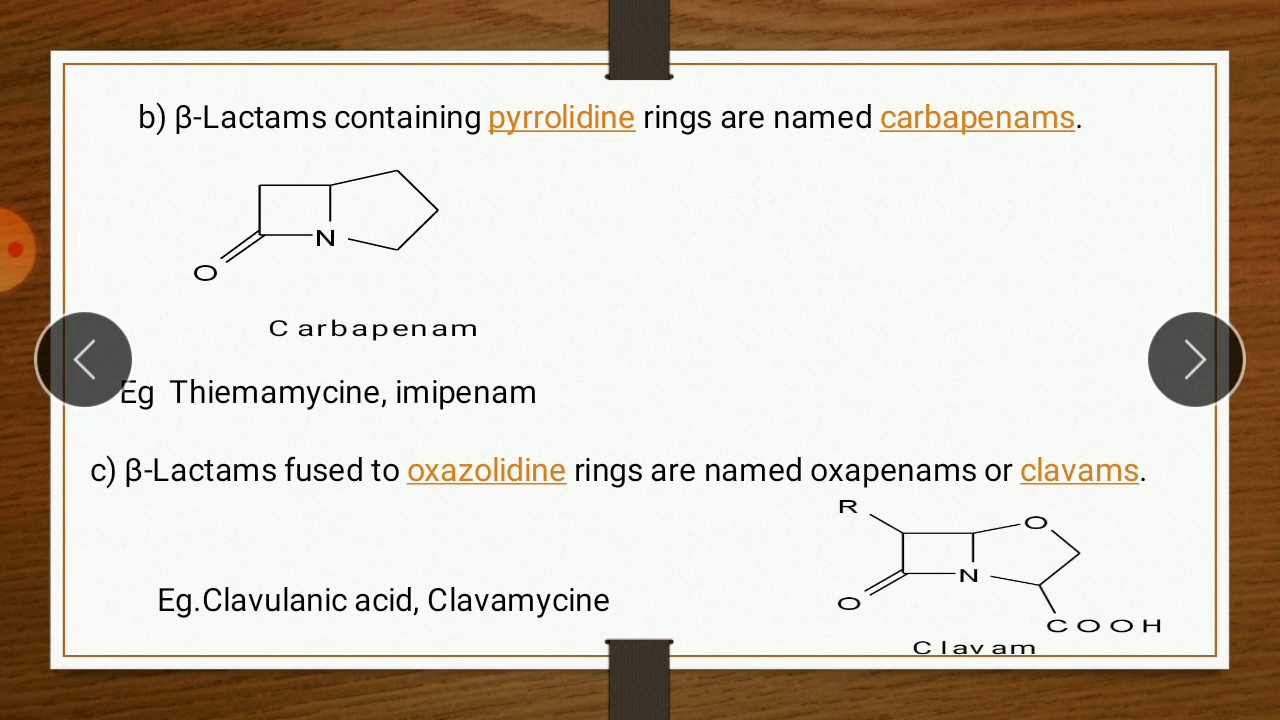 b) β-Lactams containing pyrrolidine rings are named carbapenams.
N
O
Carbapenam
Eg Thiemamycine, imipenam
c) β-Lactams fused to oxazolidine rings are named oxapenams or clavams.
R
O
N
O
Eg.Clavulanic acid, Clavamycine
COOH
Clavam